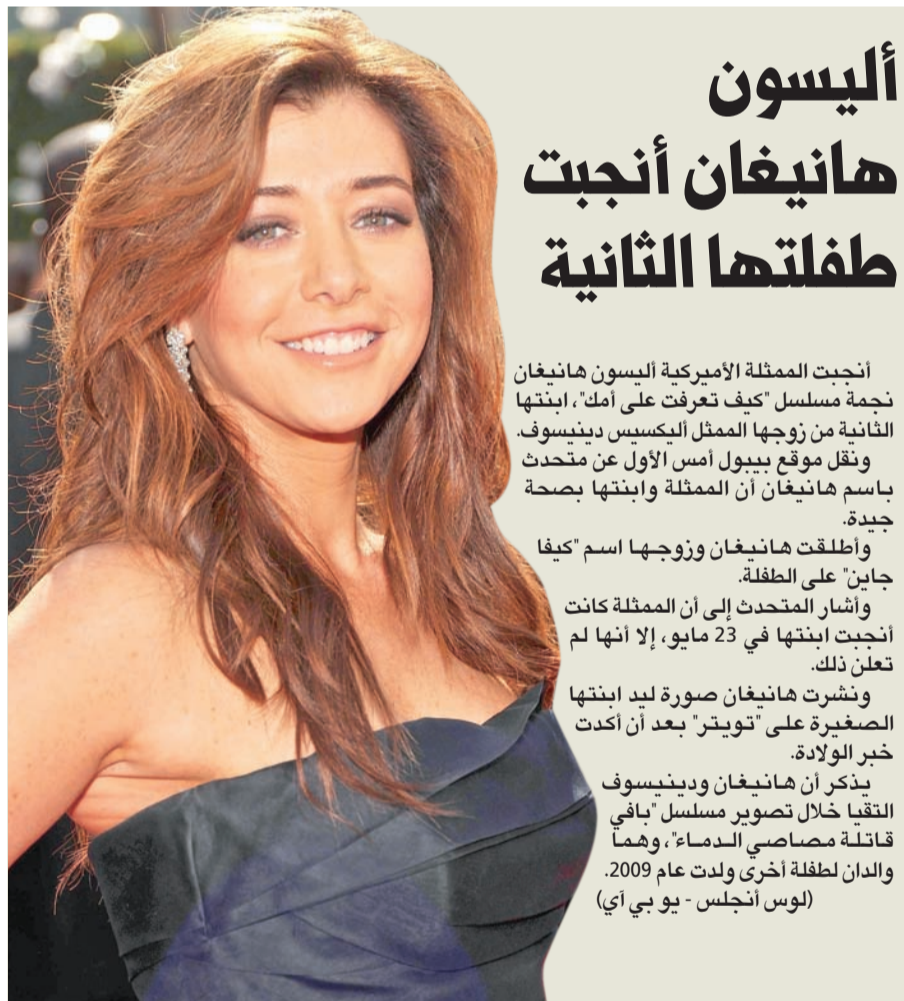 أليسون
هانيغان أنجبت
طفلتها الثانية
أنجبت الممثلة الأميركية أليسون هانيغان
نجمة مسلسل "كيف تعرفت على أمك"، ابنتها
الثانية من زوجها الممثل أليكسيس دينيسوف.
ونقل موقع بيبول أمس الأول عن متحدث
باسم هانيغان أن الممثلة وابنتها بصحة
جيدة.
وأطلقت هانيغان وزوجها اسم "كيفا
جاين" على الطفلة.
وأشار المتحدث إلى أن الممثلة كانت
أنجبت ابنتها في 23 مايو، إلا أنها لم
تعلن ذلك.
ونشرت هانيغان صورة ليد ابنتها
الصغيرة على "تويتر" بعد أن أكدت
خبر الولادة.
يذكر أن هانيغان ودينيسوف
التقيا خلال تصوير مسلسل "بافي
قاتلة مصاصي الدماء"، وهما
والدان لطفلة أخرى ولدت عام 2009.
(لوس أنجلس - يو بي آي)